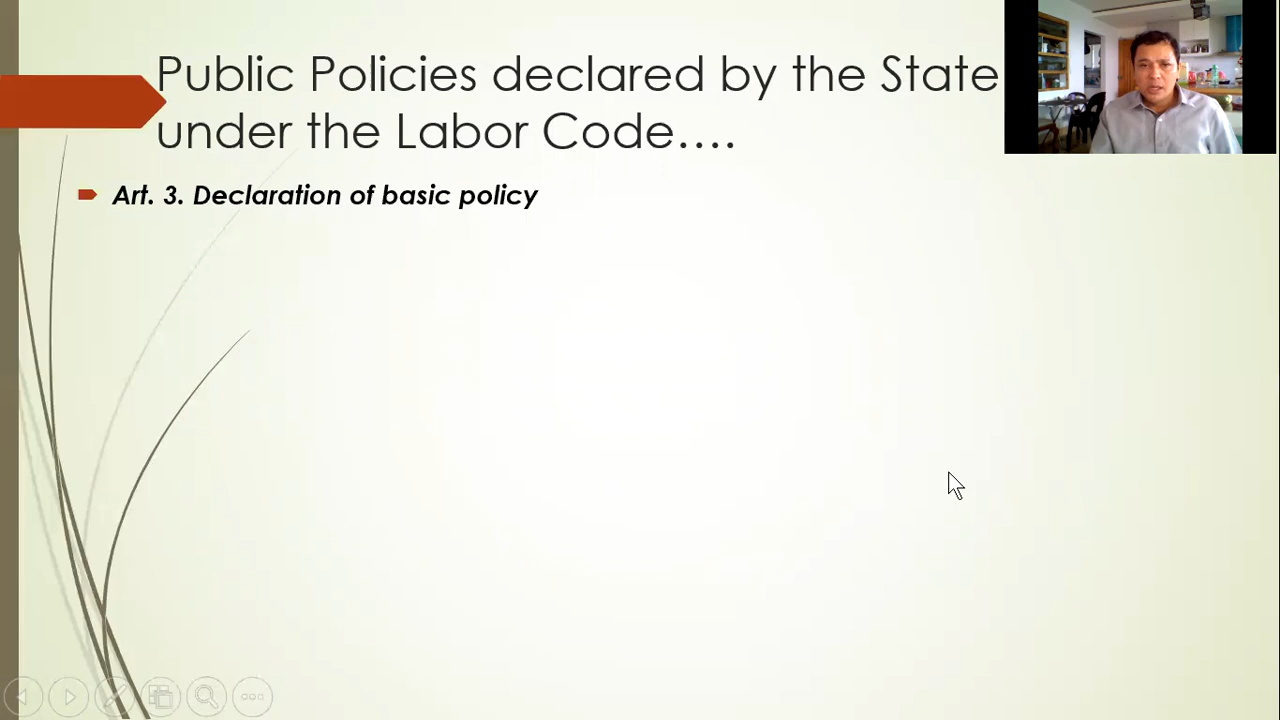 Public Policies declared by the State
under the Labor Code….
Art. 3. Declaration of basic policy